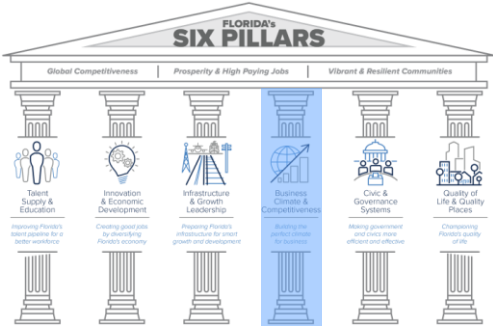 FLORIDA's
SIX PILLARS
Global Competitiveness | Prosperity & High Paying Jobs | Vibrant & Resilient Communities
Talent
Supply &
Education
Improving Florida's
talent pipeline for a
better workforce
Innovation
& Economic
Development
Creating good jobs
by diversifying
Florida's economy
Infrastructure
& Growth
Leadership
Preparing Florida's
infrastructure for smart
growth and development
Business
Climate &
Competitiveness
Building the
perfect climate
for business
Civic &
Governance
Systems
Making government
and civics more
efficient and effective
Quality of
Life & Quality
Places
Championing
Florida's quality
of life